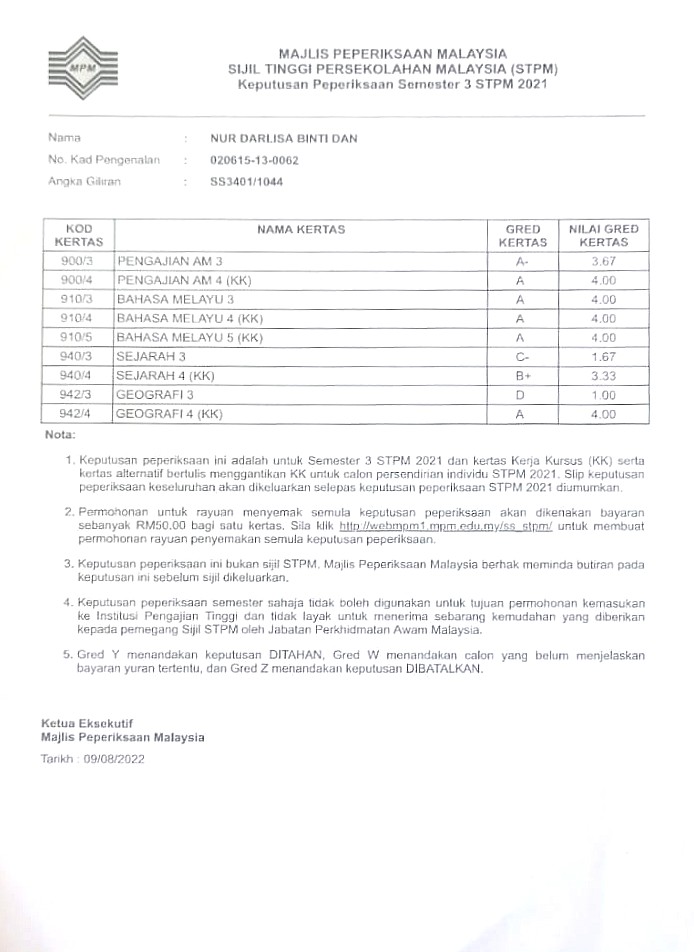 MPM
MAJLIS PEPERIKSAAN MALAYSIA
SIJIL TINGGI PERSEKOLAHAN MALAYSIA (STPM)
Keputusan Peperiksaan Semester 3 STPM 2021
Nama : NUR DARLISA BINTI DAN
No. Kad Pengenalan : 020615-13-0062
Angka Giliran : SS3401/1044
KOD KERTAS NAMA KERTAS GRED KERTAS NILAI GRED KERTAS
900/3 PENGAJIAN AM 3 A- 3.67
900/4 PENGAJIAN AM 4 (KK) A 4.00
910/3 BAHASA MELAYU 3 A 4.00
910/4 BAHASA MELAYU 4 (KK) A 4.00
910/5 BAHASA MELAYU 5 (KK) A 4.00
940/3 SEJARAH 3 C- 1.67
940/4 SEJARAH 4 (KK) B+ 3.33
942/3 GEOGRAFI 3 D 1.00
942/4 GEOGRAFI 4 (KK) A 4.00
Nota:
1. Keputusan peperiksaan ini adalah untuk Semester 3 STPM 2021 dan kertas Kerja Kursus (KK) serta
kertas alternatif bertulis menggantikan KK untuk calon persendirian individu STPM 2021. Slip keputusan
peperiksaan keseluruhan akan dikeluarkan selepas keputusan peperiksaan STPM 2021 diumumkan.
2. Permohonan untuk rayuan menyemak semula keputusan peperiksaan akan dikenakan bayaran
sebanyak RM50.00 bagi satu kertas. Sila klik http://webmpm1.mpm.edu.my/ss_stpm/ untuk membuat
permohonan rayuan penyemakan semula keputusan peperiksaan.
3. Keputusan peperiksaan ini bukan sijil STPM. Majlis Peperiksaan Malaysia berhak meminda butiran pada
keputusan ini sebelum sijil dikeluarkan.
4. Keputusan peperiksaan semester sahaja tidak boleh digunakan untuk tujuan permohonan kemasukan
ke Institusi Pengajian Tinggi dan tidak layak untuk menerima sebarang kemudahan yang diberikan
kepada pemegang Sijil STPM oleh Jabatan Perkhidmatan Awam Malaysia.
5. Gred Y menandakan keputusan DITAHAN, Gred W menandakan calon yang belum menjelaskan
bayaran yuran tertentu, dan Gred Z menandakan keputusan DIBATALKAN.
Ketua Eksekutif
Majlis Peperiksaan Malaysia
Tarikh : 09/08/2022